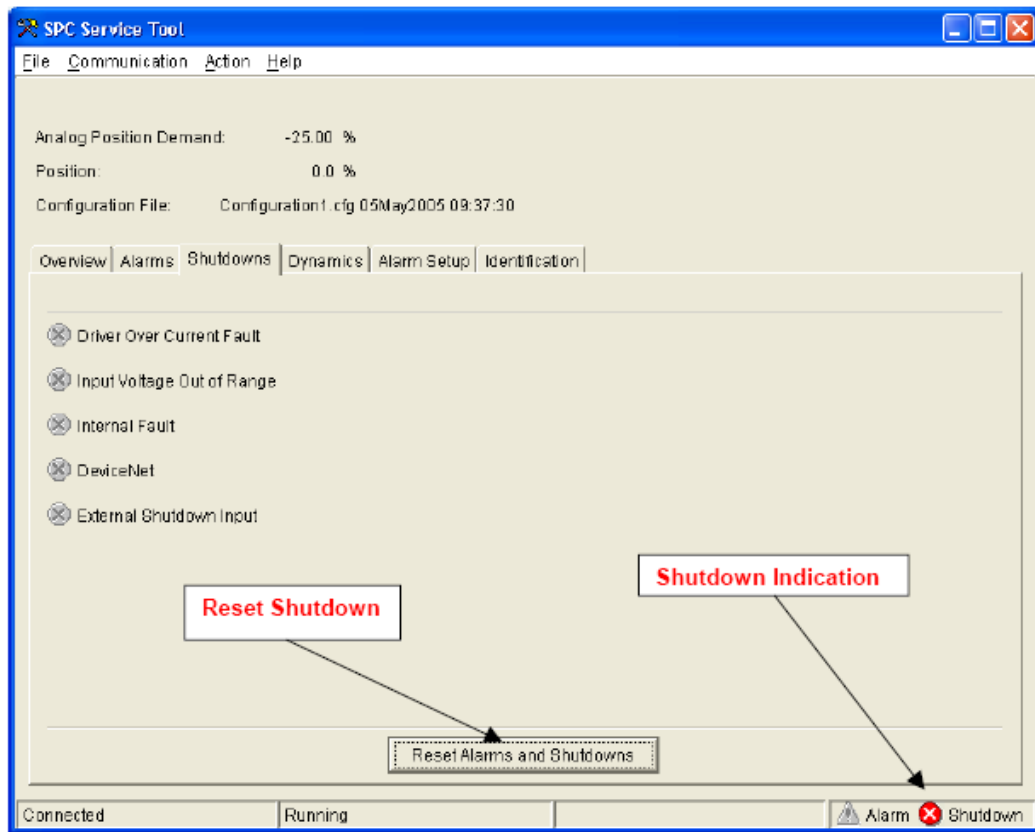 SPC Service Tool
File Communication Action Help
Analog Position Demand: -25.00 %
Position: 0.0 %
Configuration File: Configuration1.cfg 05May2005 09:37:30
Overview Alarms Shutdowns Dynamics Alarm Setup Identification
Driver Over Current Fault
Input Voltage Out of Range
Internal Fault
DeviceNet
External Shutdown Input
Shutdown Indication
Reset Shutdown
Reset Alarms and Shutdowns
Connected Running Alarm Shutdown